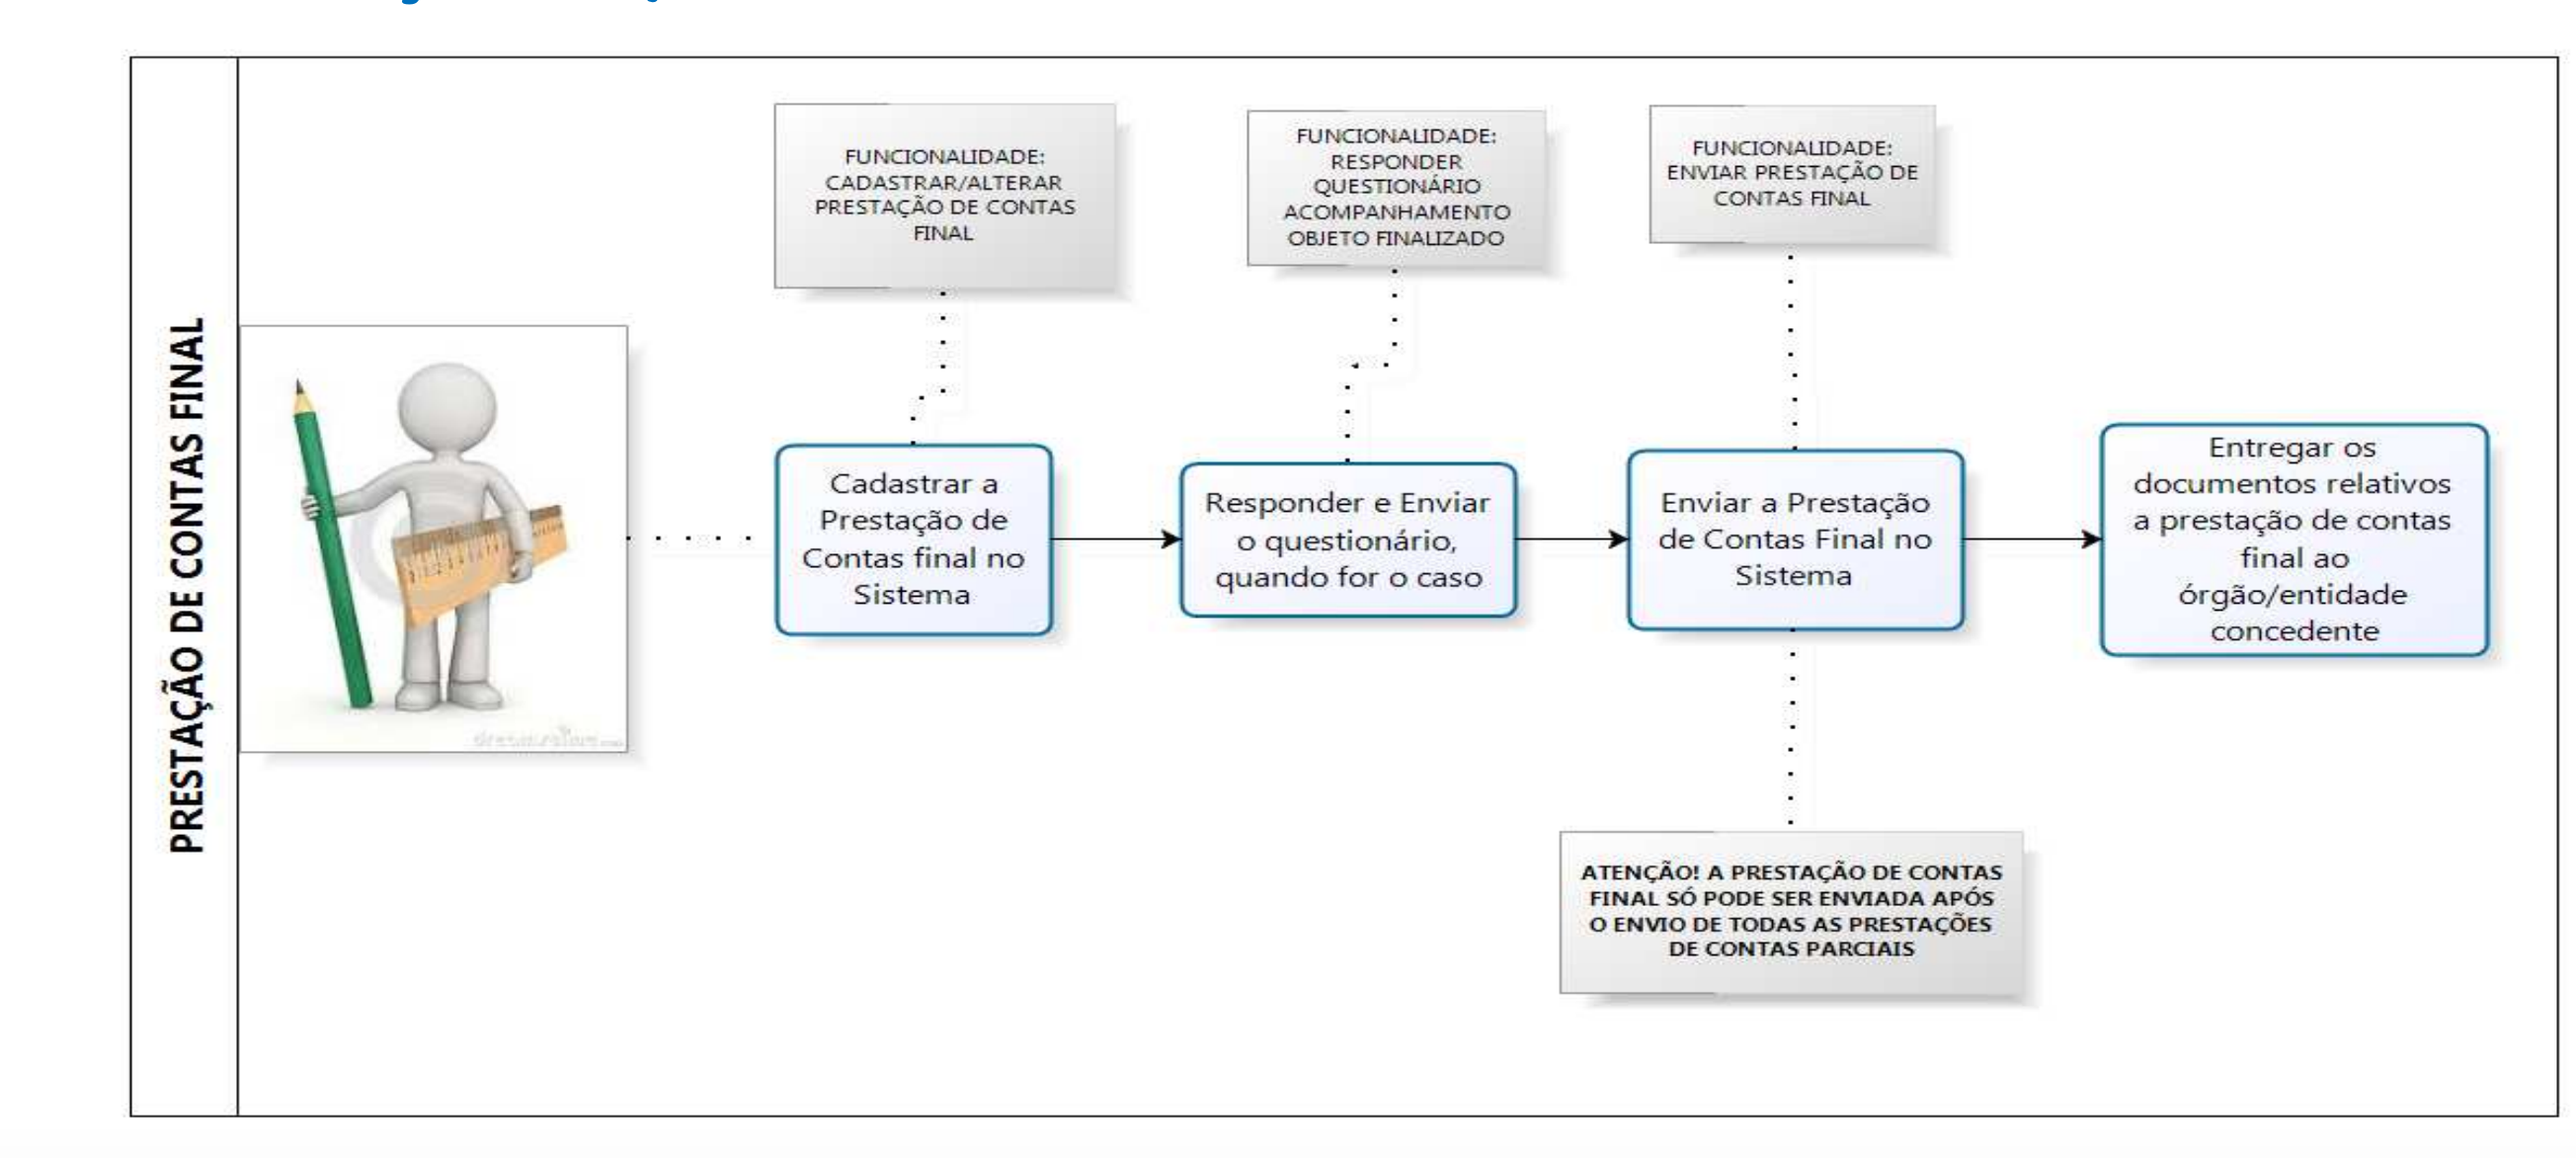 PRESTAÇÃO DE CONTAS FINAL
FUNCIONALIDADE:
CADASTRAR/ALTERAR
PRESTAÇÃO DE CONTAS
FINAL
FUNCIONALIDADE:
RESPONDER
QUESTIONÁRIO
ACOMPANHAMENTO
OBJETO FINALIZADO
FUNCIONALIDADE:
ENVIAR PRESTAÇÃO DE
CONTAS FINAL
Cadastrar a
Prestação de
Contas final no
Sistema
Responder e Enviar
o questionário,
quando for o caso
Enviar a Prestação
de Contas Final no
Sistema
Entregar os
documentos relativos
a prestação de contas
final ao
órgão/entidade
concedente
ATENÇÃO! A PRESTAÇÃO DE CONTAS
FINAL SÓ PODE SER ENVIADA APÓS
O ENVIO DE TODAS AS PRESTAÇÕES
DE CONTAS PARCIAIS